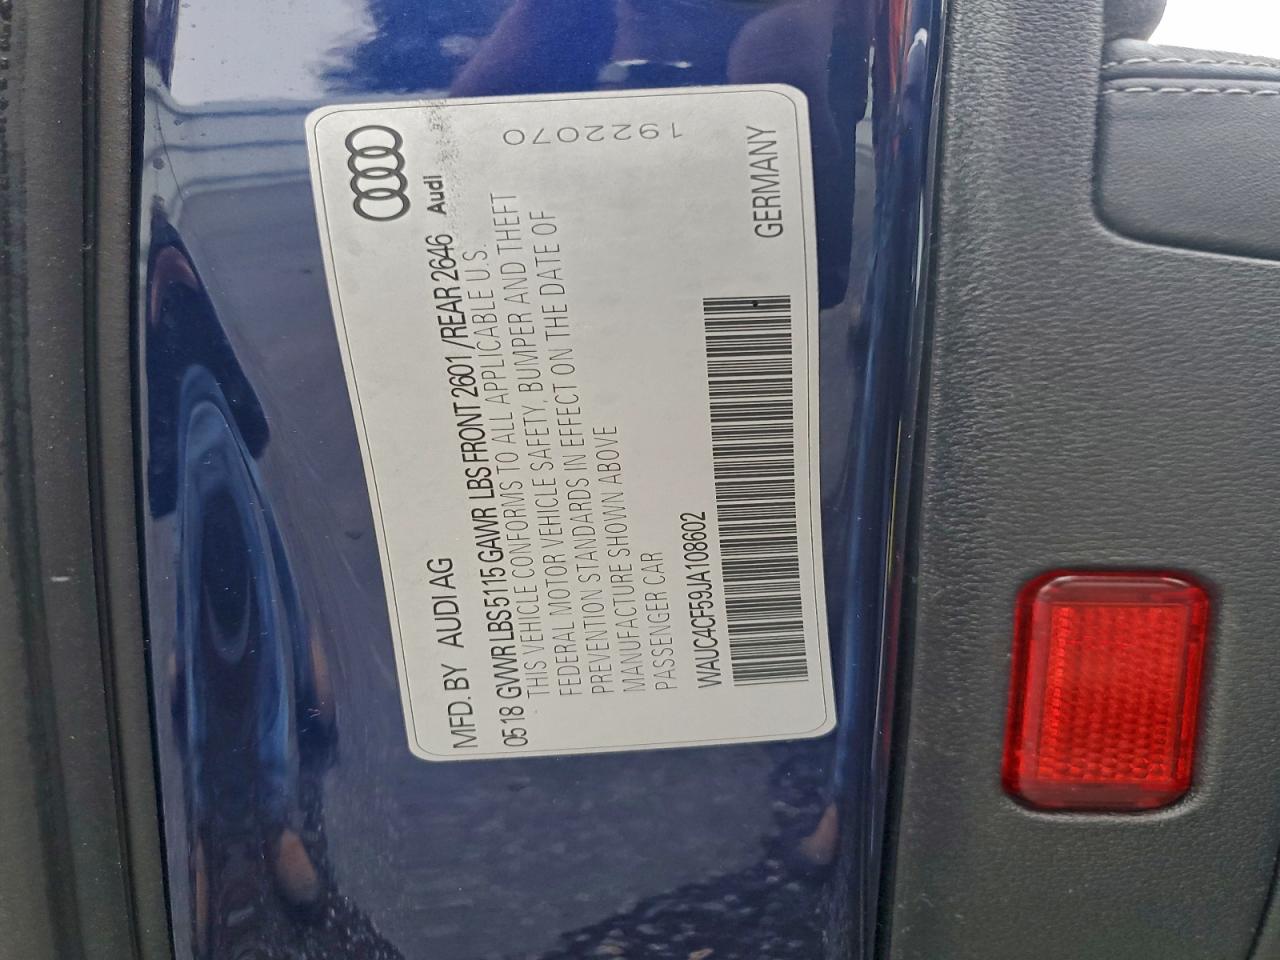 MFD. BY AUDI AG
0518 GVWR LBS 5115 GAWR LBS FRONT 2601 /REAR 2646
Audi
THIS VEHICLE CONFORMS TO ALL APPLICABLE U.S.
FEDERAL MOTOR VEHICLE SAFETY, BUMPER AND THEFT
PREVENTION STANDARDS IN EFFECT ON THE DATE OF
MANUFACTURE SHOWN ABOVE
PASSENGER CAR
WAUC4CF59JA108602
GERMANY
1922070